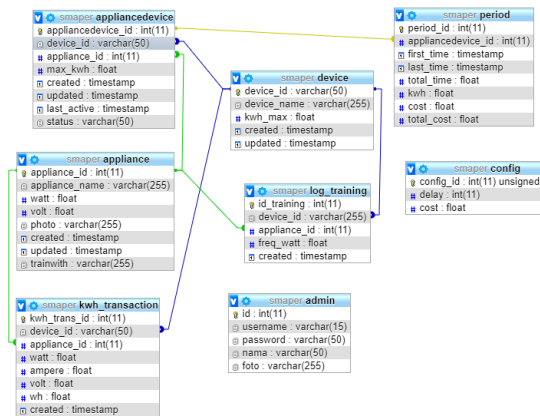 smaper appliancedevice
appliancedevice_id : int(11)
device_id : varchar(50)
appliance_id : int(11)
max_kwh : float
created : timestamp
updated : timestamp
last_active : timestamp
status : varchar(50)
smaper period
period_id : int(11)
appliancedevice_id : int(11)
first_time : timestamp
last_time : timestamp
total_time : float
kwh : float
cost : float
total_cost : float
smaper device
device_id : varchar(50)
device_name : varchar(255)
kwh_max : float
created : timestamp
updated : timestamp
smaper appliance
appliance_id : int(11)
appliance_name : varchar(255)
watt : float
volt : float
photo : varchar(255)
created : timestamp
updated : timestamp
trainwith : varchar(255)
smaper config
config_id : int(11) unsigned
delay : int(11)
cost : float
smaper log_training
id_training : int(11)
device_id : varchar(255)
appliance_id : int(11)
freq_watt : float
created : timestamp
smaper kwh_transaction
kwh_trans_id : int(11)
device_id : varchar(50)
appliance_id : int(11)
watt : float
ampere : float
volt : float
wh : float
created : timestamp
smaper admin
id : int(11)
username : varchar(15)
password : varchar(50)
nama : varchar(50)
foto : varchar(255)